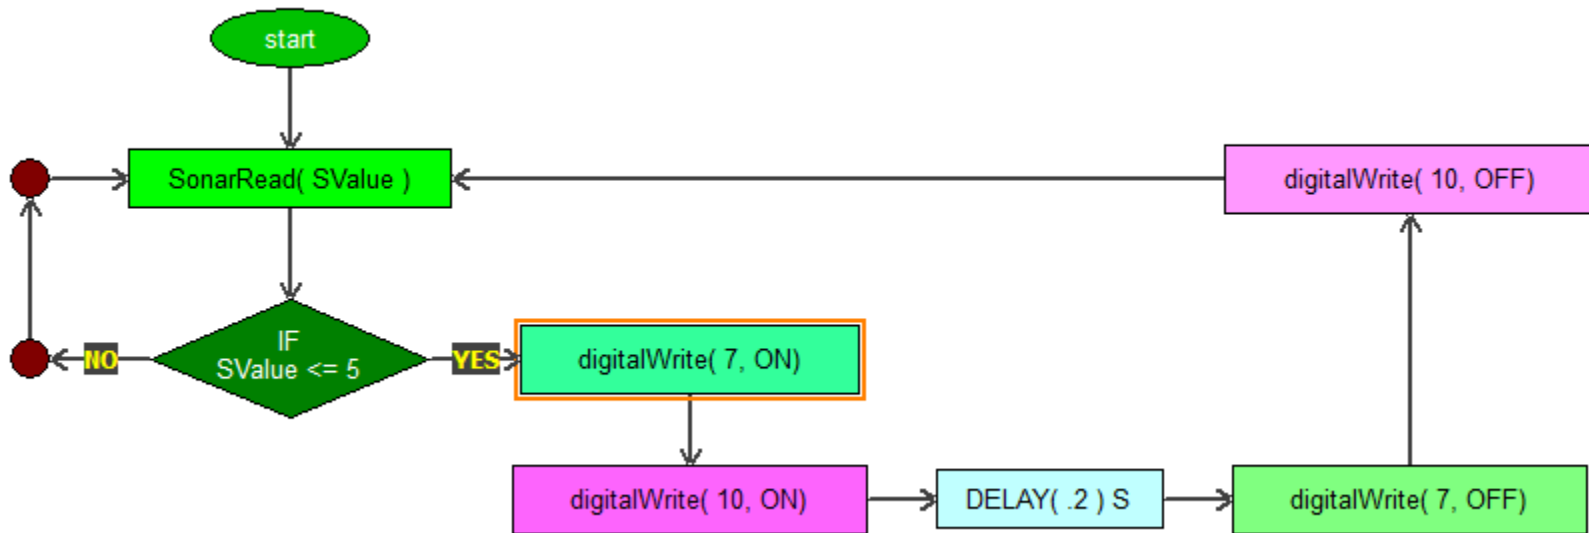 start
SonarRead( SValue )
digitalWrite( 10, OFF)
IF
SValue <= 5
NO
YES
digitalWrite( 7, ON)
digitalWrite( 10, ON)
DELAY( .2 ) S
digitalWrite( 7, OFF)